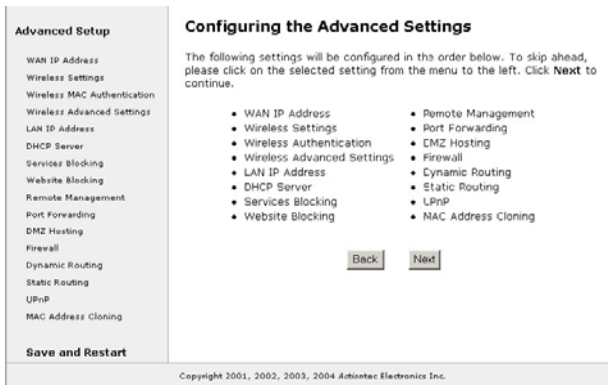 Advanced Setup
WAN IP Address
Wireless Settings
Wireless MAC Authentication
Wireless Advanced Settings
LAN IP Address
DHCP Server
Services Blocking
Website Blocking
Remote Management
Port Forwarding
DMZ Hosting
Firewall
Dynamic Routing
Static Routing
UPnP
MAC Address Cloning
Save and Restart
Configuring the Advanced Settings
The following settings will be configured in the order below. To skip ahead,
please click on the selected setting from the menu to the left. Click Next to
continue.
• WAN IP Address
• Wireless Settings
• Wireless Authentication
• Wireless Advanced Settings
• LAN IP Address
• DHCP Server
• Services Blocking
• Website Blocking
• Remote Management
• Port Forwarding
• DMZ Hosting
• Firewall
• Dynamic Routing
• Static Routing
• UPnP
• MAC Address Cloning
Back
Next
Copyright 2001, 2002, 2003, 2004 Actiontec Electronics Inc.